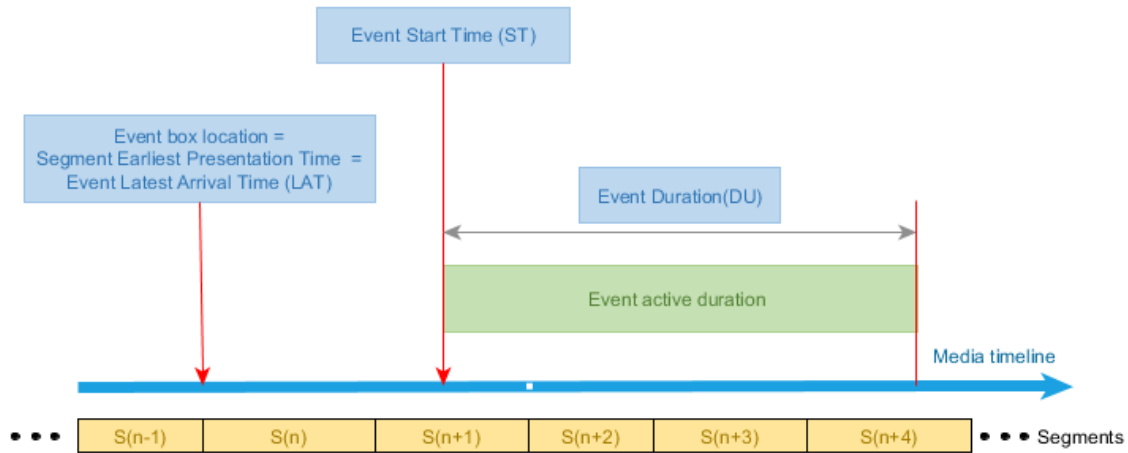 Event Start Time (ST)
Event box location =
Segment Earliest Presentation Time =
Event Latest Arrival Time (LAT)
Event Duration(DU)
Event active duration
Media timeline
S(n-1) S(n) S(n+1) S(n+2) S(n+3) S(n+4) Segments